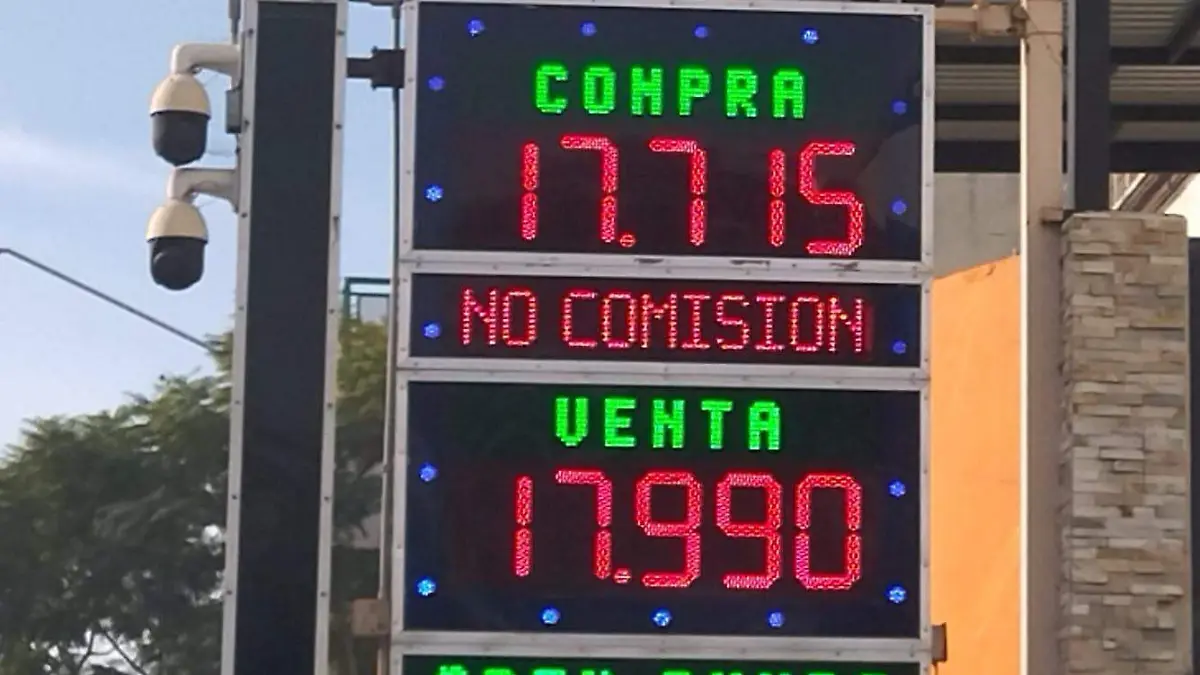 COMPRA
17.715
NO COMISION
VENTA
17.990